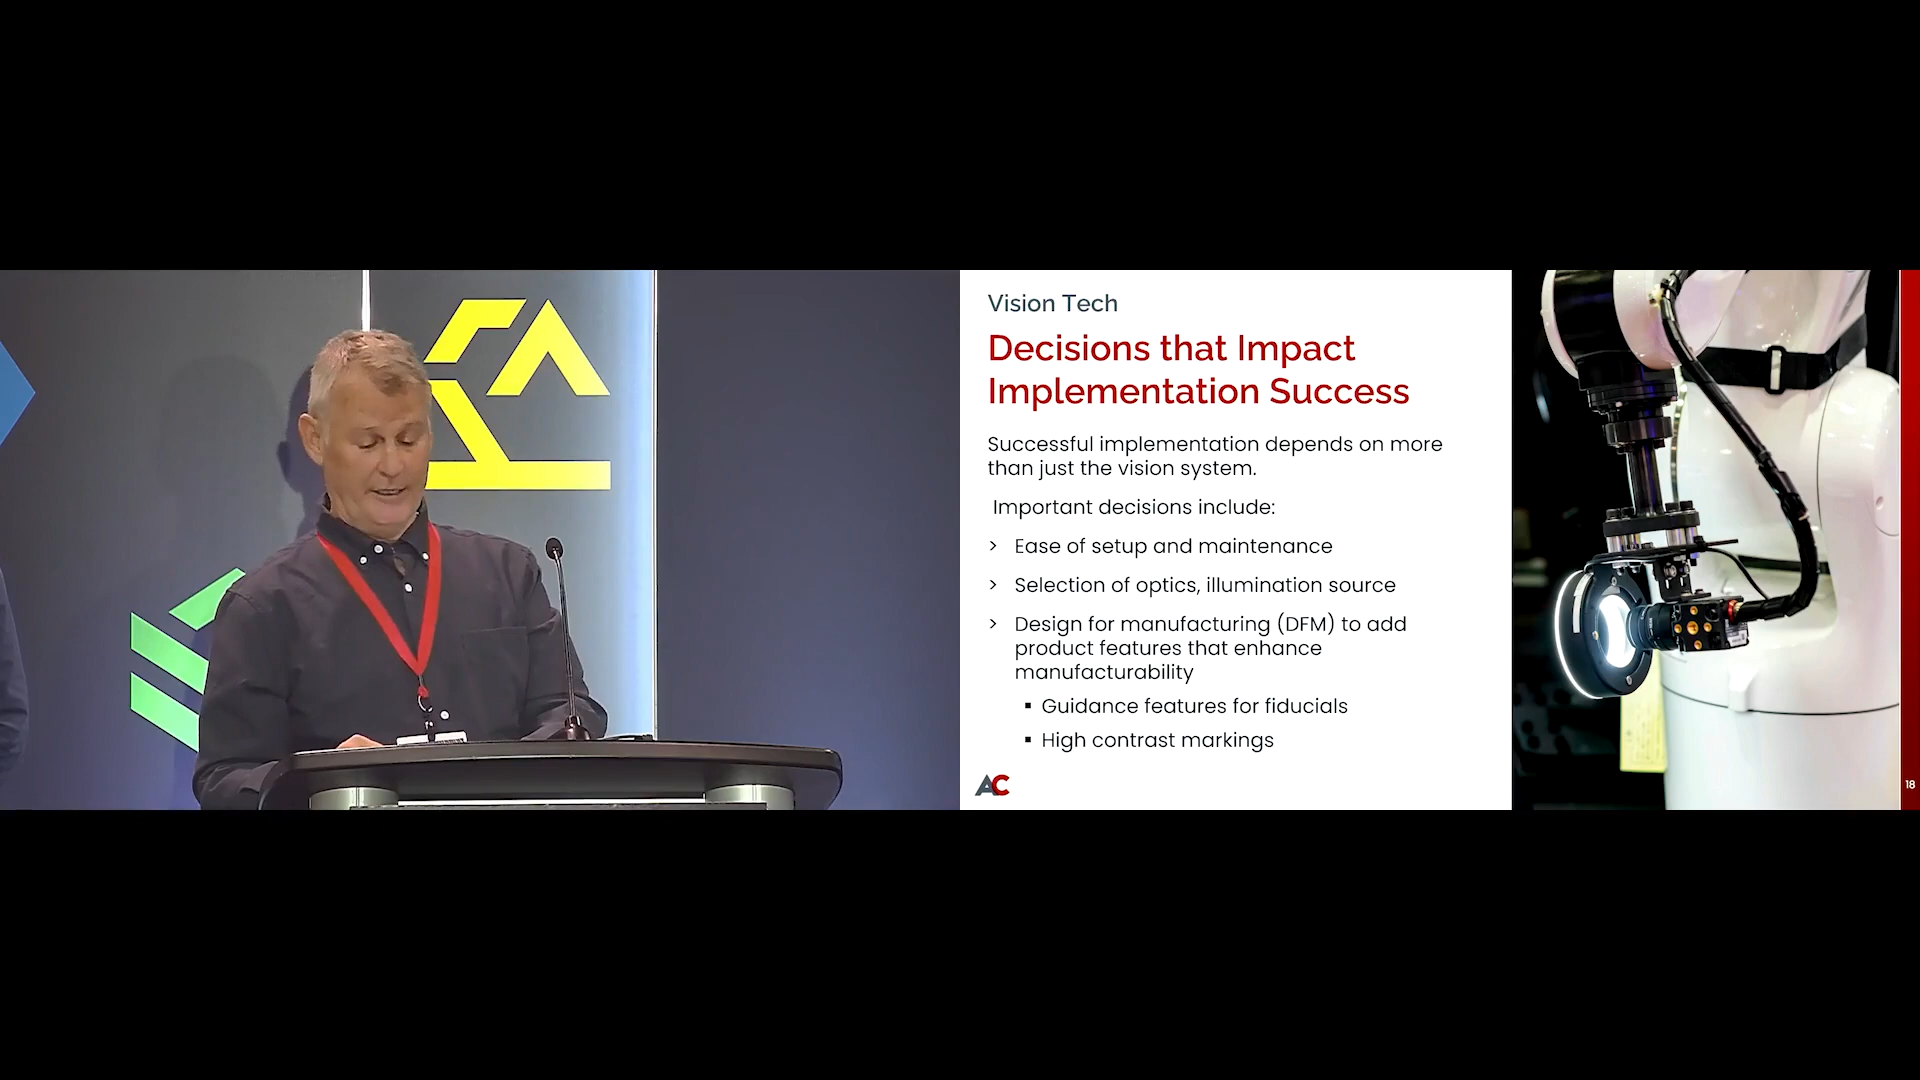 Vision Tech
Decisions that Impact
Implementation Success
Successful implementation depends on more
than just the vision system.
Important decisions include:
> Ease of setup and maintenance
> Selection of optics, illumination source
> Design for manufacturing (DFM) to add
product features that enhance
manufacturability
▪ Guidance features for fiducials
▪ High contrast markings
AC
18